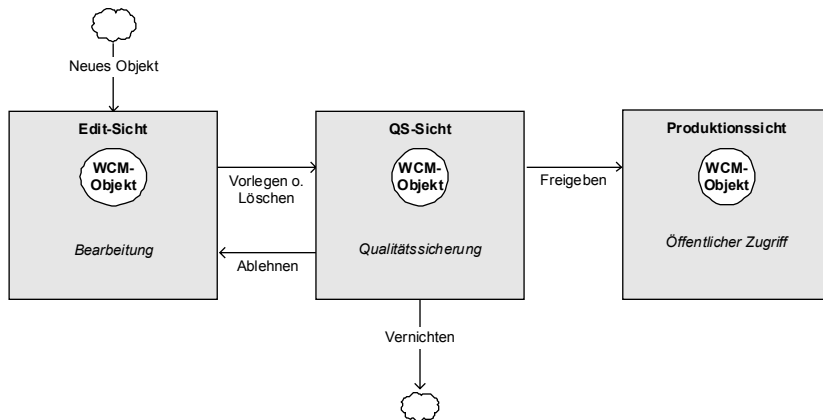 Neues Objekt
Edit-Sicht
WCM-
Objekt
Bearbeitung
Vorlegen o.
Löschen
Ablehnen
QS-Sicht
WCM-
Objekt
Qualitätssicherung
Vernichten
Freigeben
Produktionssicht
WCM-
Objekt
Öffentlicher Zugriff